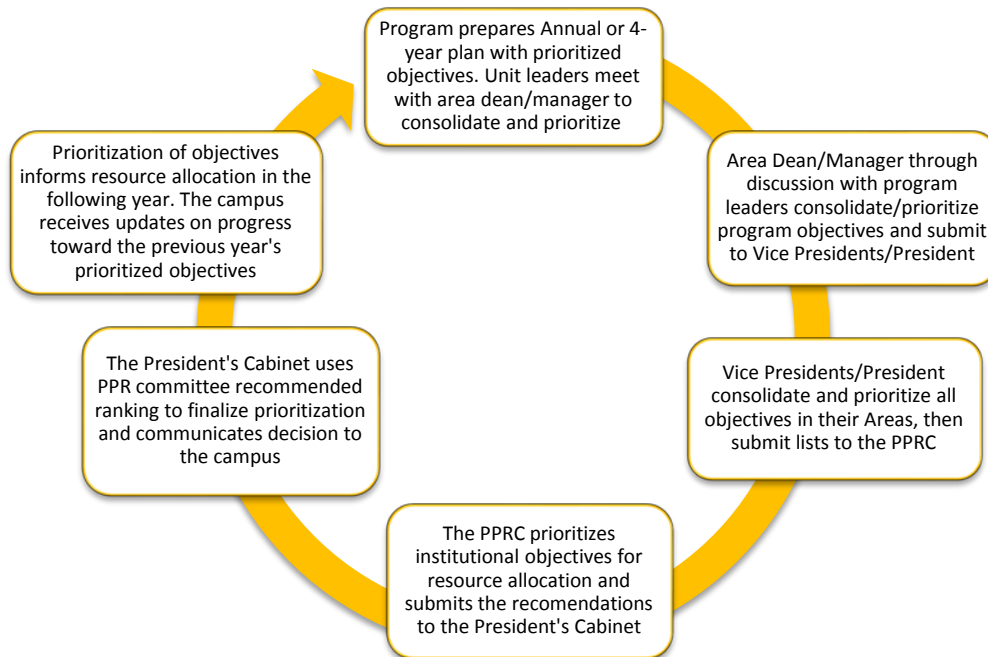 Program prepares Annual or 4-
year plan with prioritized
objectives. Unit leaders meet
with area dean/manager to
consolidate and prioritize
Area Dean/Manager through
discussion with program
leaders consolidate/prioritize
program objectives and submit
to Vice Presidents/President
Vice Presidents/President
consolidate and prioritize all
objectives in their Areas, then
submit lists to the PPRC
The PPRC prioritizes
institutional objectives for
resource allocation and
submits the recomendations
to the President's Cabinet
The President's Cabinet uses
PPR committee recommended
ranking to finalize prioritization
and communicates decision to
the campus
Prioritization of objectives
informs resource allocation in the
following year. The campus
receives updates on progress
toward the previous year's
prioritized objectives